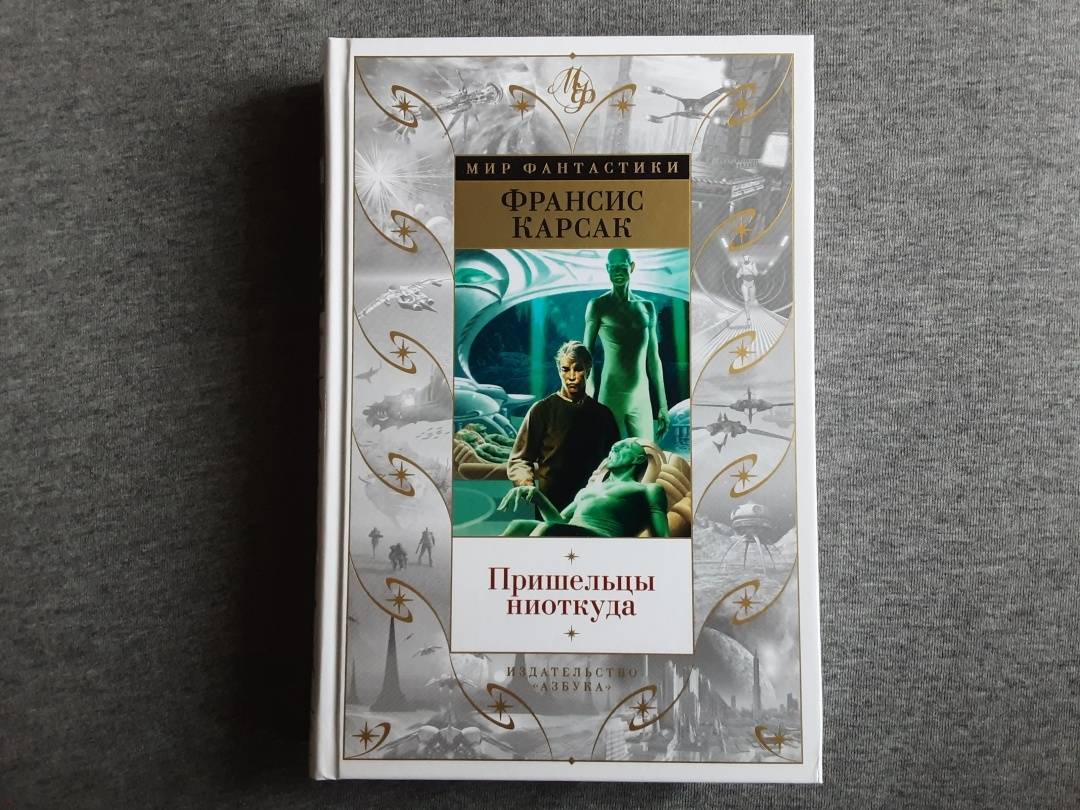 МФ
МИР ФАНТАСТИКИ
ФРАНСИС
КАРСАК
Пришельцы
ниоткуда
ИЗДАТЕЛЬСТВО
«АЗБУКА»